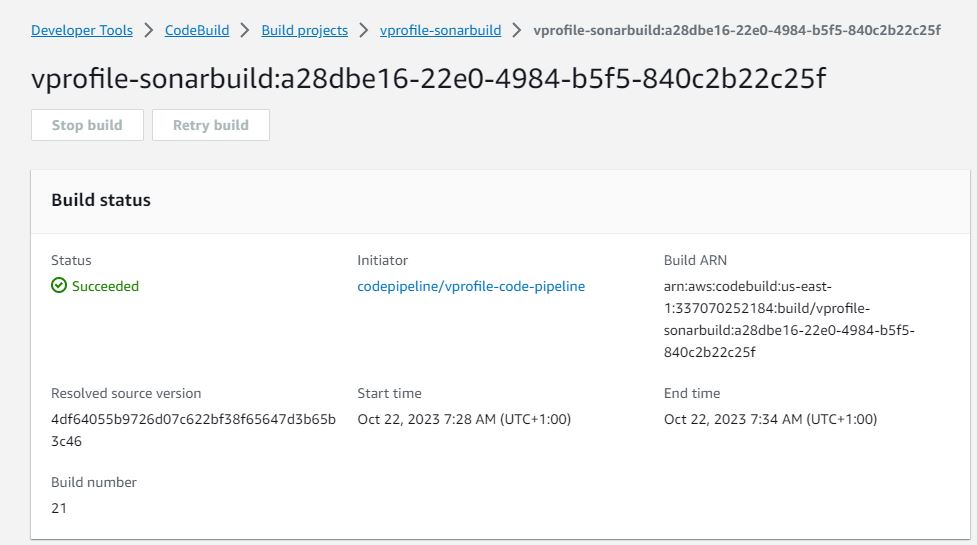 Developer Tools > CodeBuild > Build projects > vprofile-sonarbuild > vprofile-sonarbuild:a28dbe16-22e0-4984-b5f5-840c2b22c25f
vprofile-sonarbuild:a28dbe16-22e0-4984-b5f5-840c2b22c25f
Stop build Retry build
Build status
Status
Succeeded
Initiator
codepipeline/vprofile-code-pipeline
Build ARN
arn:aws:codebuild:us-east-
1:337070252184:build/vprofile-
sonarbuild:a28dbe16-22e0-4984-b5f5-
840c2b22c25f
Resolved source version
4df64055b9726d07c622bf38f65647d3b65b
3c46
Start time
Oct 22, 2023 7:28 AM (UTC+1:00)
End time
Oct 22, 2023 7:34 AM (UTC+1:00)
Build number
21